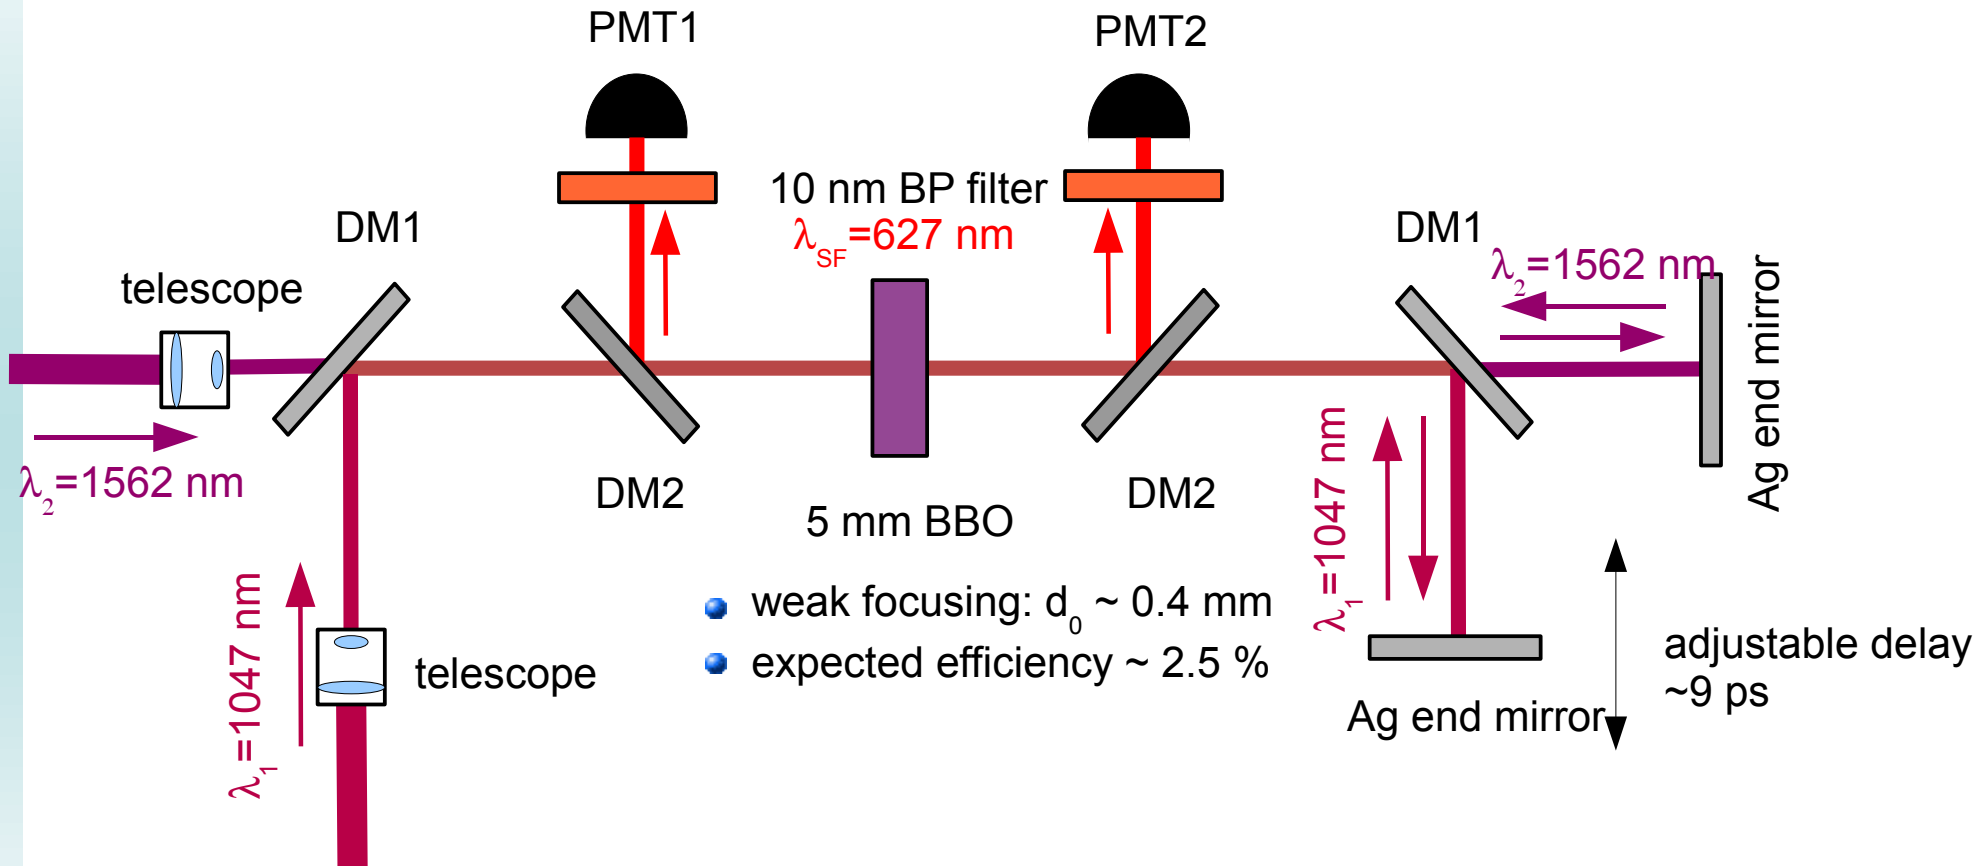 PMT1
PMT2
10 nm BP filter
λSF=627 nm
DM1
DM1
telescope
λ2=1562 nm
Ag end mirror
λ2=1562 nm
DM2
DM2
5 mm BBO
λ1=1047 nm
weak focusing: d0 ~ 0.4 mm
expected efficiency ~ 2.5 %
λ1=1047 nm
telescope
adjustable delay
~9 ps
Ag end mirror